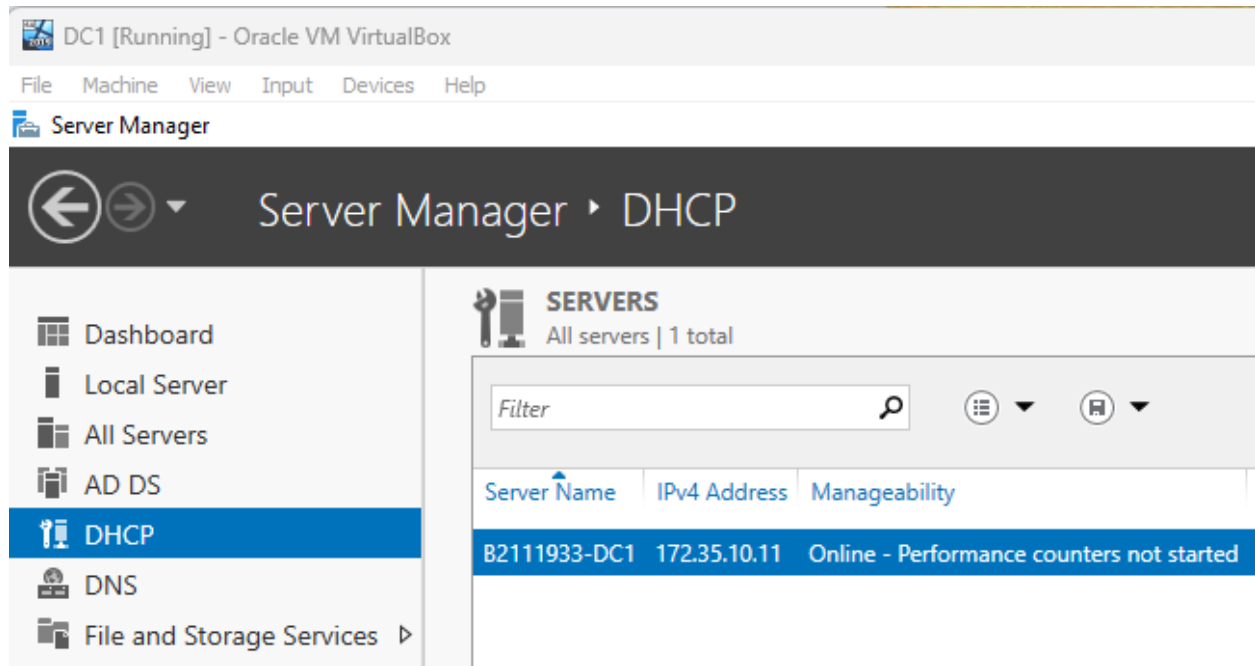 DC1 [Running] - Oracle VM VirtualBox
File Machine View Input Devices Help
Server Manager
Server Manager ‣ DHCP
Dashboard
Local Server
All Servers
AD DS
DHCP
DNS
File and Storage Services
SERVERS
All servers | 1 total
Filter
Server Name IPv4 Address Manageability
B2111933-DC1 172.35.10.11 Online - Performance counters not started